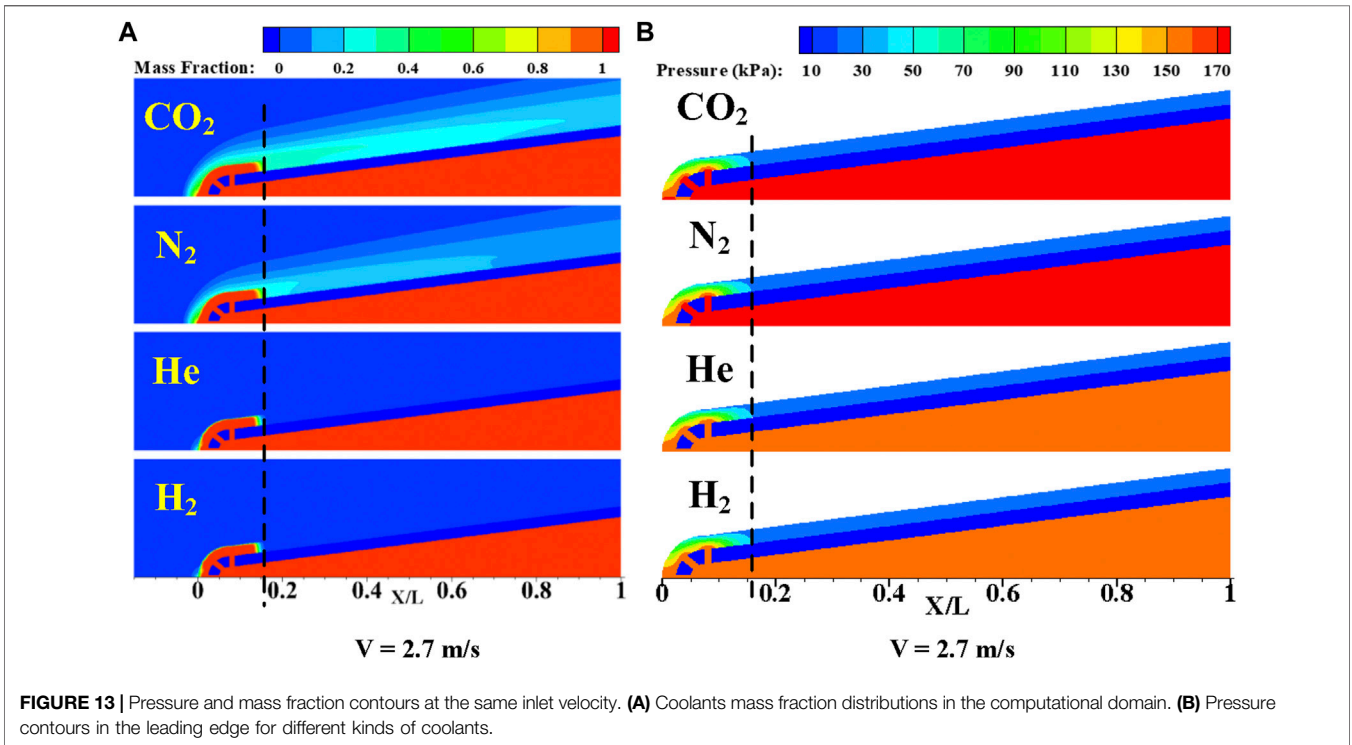 A
Mass Fraction: 0 0.2 0.4 0.6 0.8 1
CO₂
N₂
He
H₂
0 0.2 0.4 0.6 0.8 1
X/L
V = 2.7 m/s
B
Pressure (kPa): 10 30 50 70 90 110 130 150 170
CO₂
N₂
He
H₂
0 0.2 0.4 0.6 0.8 1
X/L
V = 2.7 m/s
FIGURE 13 | Pressure and mass fraction contours at the same inlet velocity. (A) Coolants mass fraction distributions in the computational domain. (B) Pressure
contours in the leading edge for different kinds of coolants.